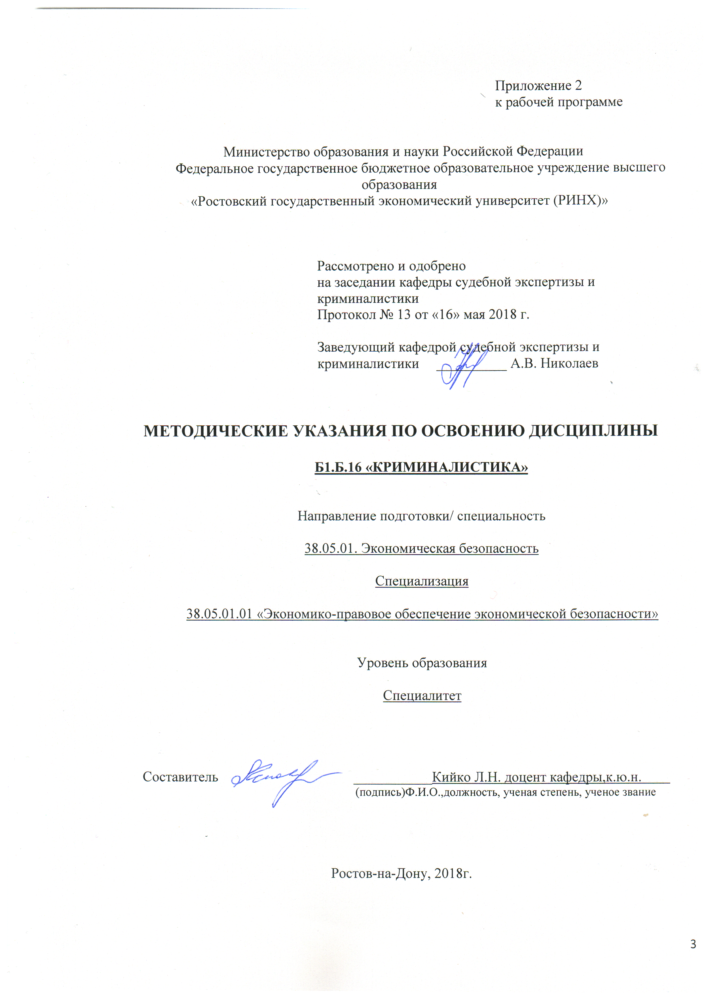 Приложение 2
к рабочей программе
Министерство образования и науки Российской Федерации
Федеральное государственное бюджетное образовательное учреждение высшего
образования
«Ростовский государственный экономический университет (РИНХ)»
Рассмотрено и одобрено
на заседании кафедры судебной экспертизы и
криминалистики
Протокол № 13 от «16» мая 2018 г.
Заведующий кафедрой судебной экспертизы и
криминалистики __________ А.В. Николаев
МЕТОДИЧЕСКИЕ УКАЗАНИЯ ПО ОСВОЕНИЮ ДИСЦИПЛИНЫ
Б1.Б.16 «КРИМИНАЛИСТИКА»
Направление подготовки/ специальность
38.05.01. Экономическая безопасность
Специализация
38.05.01.01 «Экономико-правовое обеспечение экономической безопасности»
Уровень образования
Специалитет
Составитель ___________Кийко Л.Н. доцент кафедры,к.ю.н.
(подпись)Ф.И.О.,должность, ученая степень, ученое звание
Ростов-на-Дону, 2018г.
3